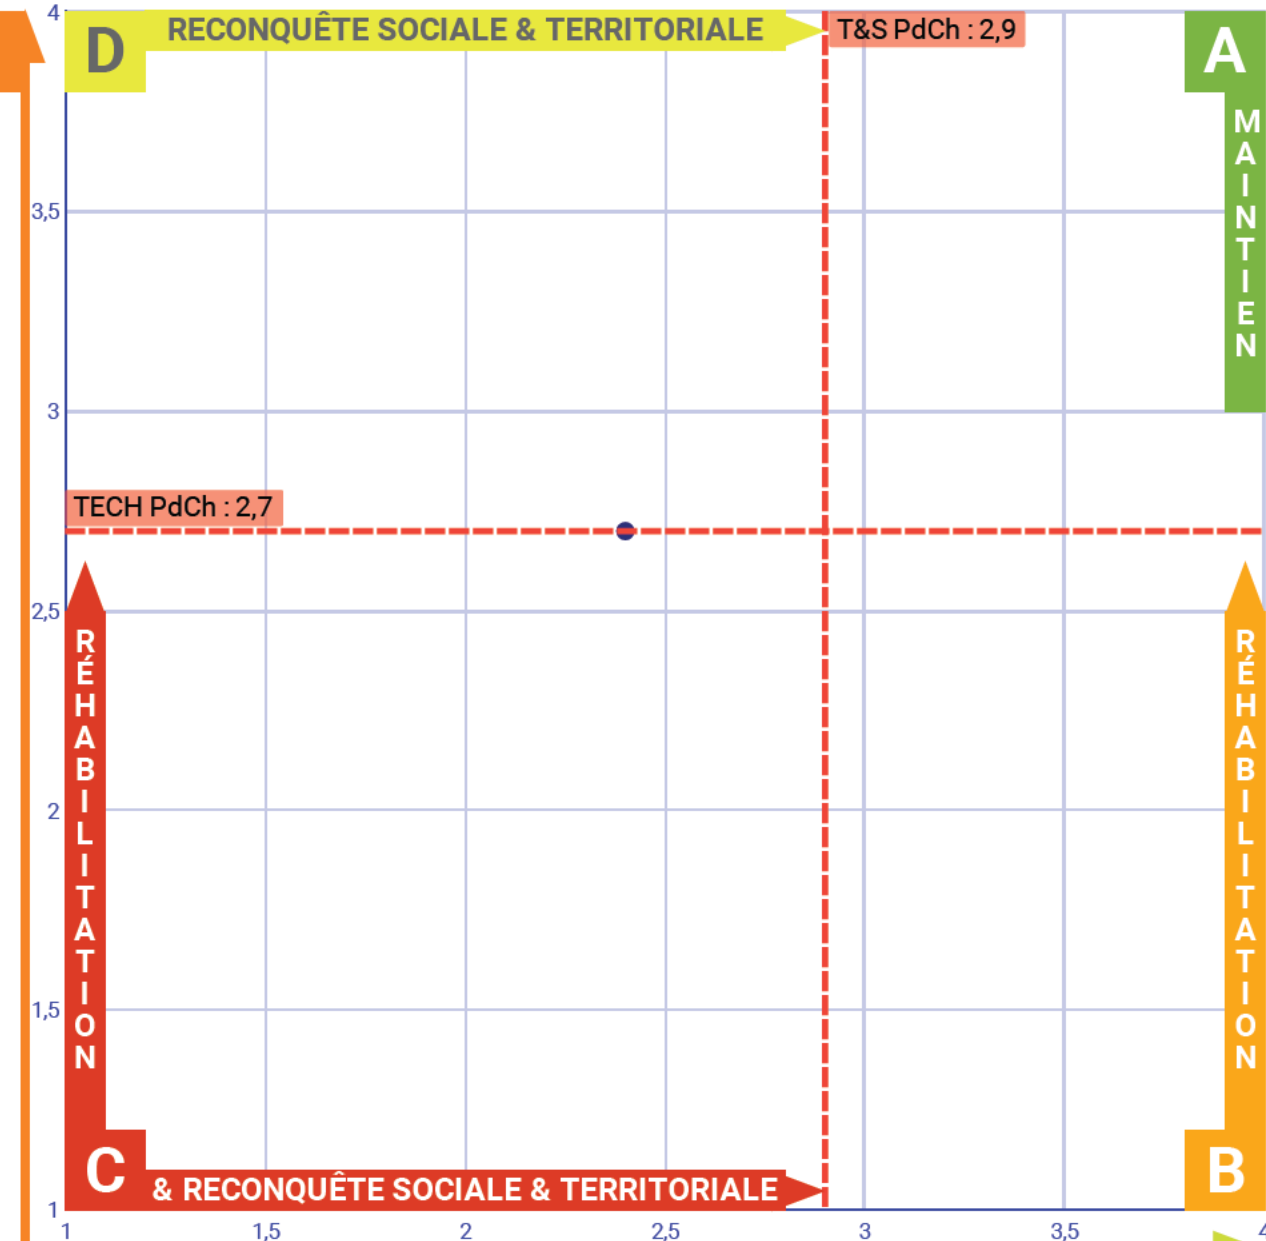 4
D
RECONQUÊTE SOCIALE & TERRITORIALE
T&S PdCh : 2,9
A
MAINTIEN
3,5
3
TECH PdCh : 2,7
2,5
RÉHABILITATION
RÉHABILITATION
2
1,5
C
& RECONQUÊTE SOCIALE & TERRITORIALE
B
1
1 1,5 2 2,5 3 3,5 4